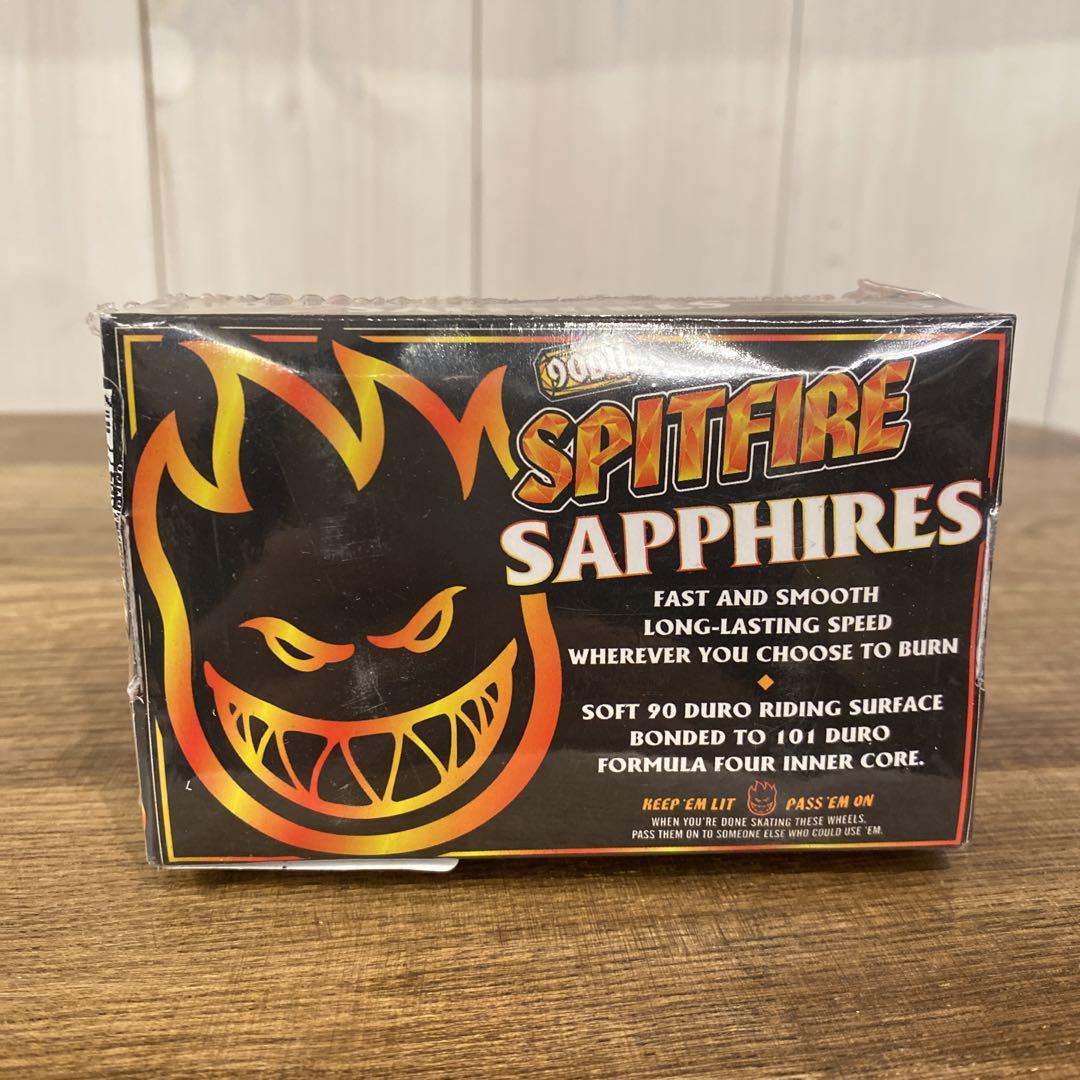 SPITFIRE
SAPPHIRES
FAST AND SMOOTH
LONG-LASTING SPEED
WHEREVER YOU CHOOSE TO BURN
SOFT 90 DURO RIDING SURFACE
BONDED TO 101 DURO
FORMULA FOUR INNER CORE.
KEEP 'EM LIT PASS 'EM ON
WHEN YOU'RE DONE SKATING THESE WHEELS,
PASS THEM ON TO SOMEONE ELSE WHO COULD USE 'EM.